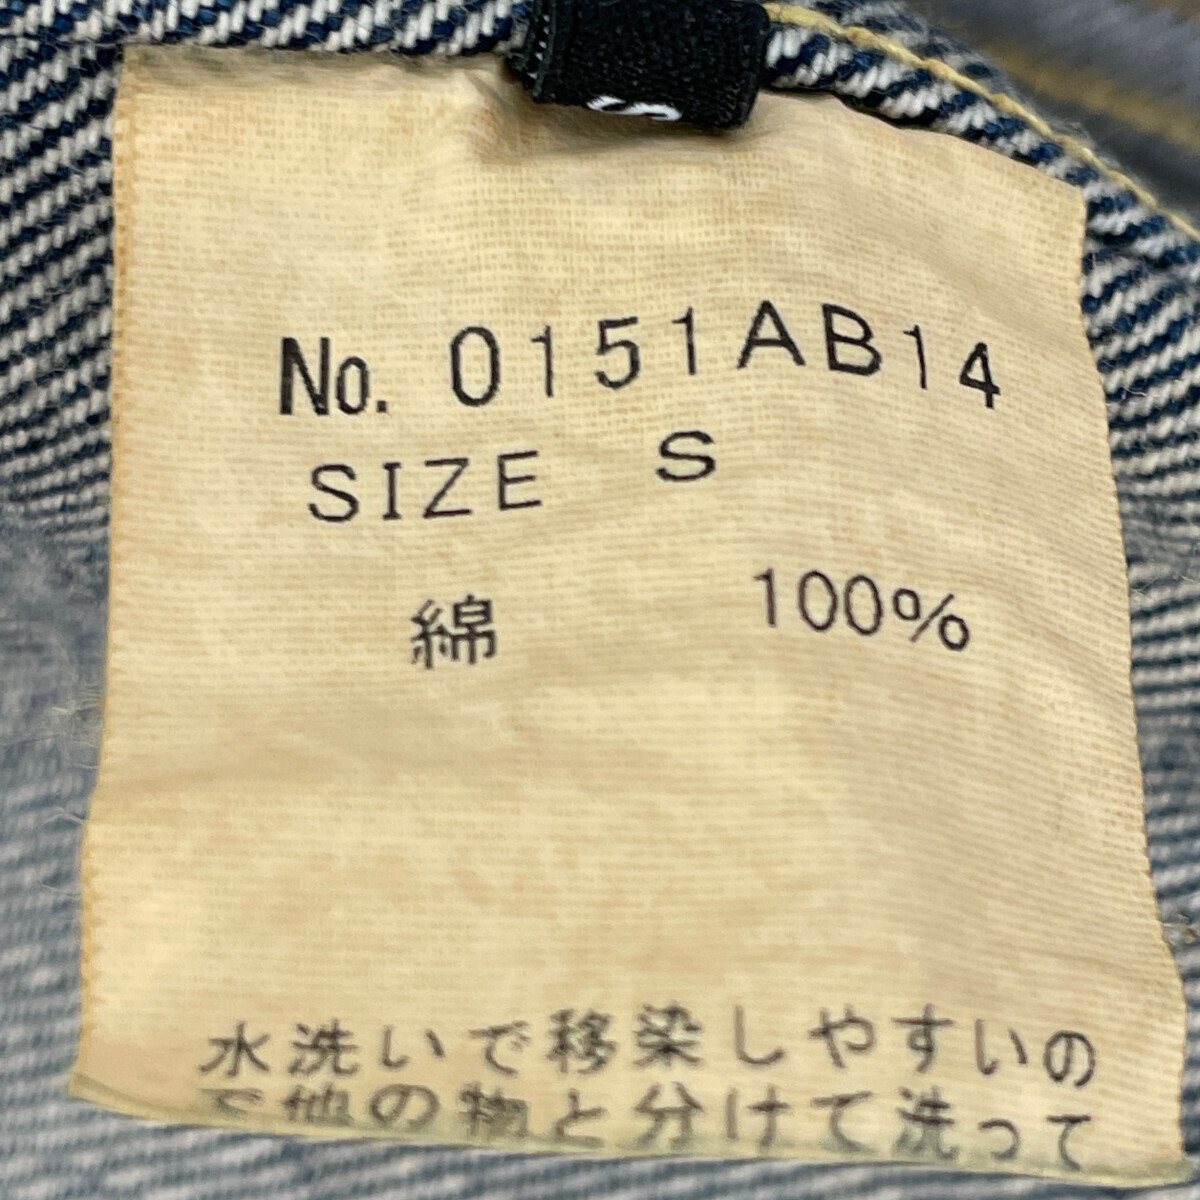 S
No. 0151AB14
SIZE S
綿 100%
水洗いで移染しやすいの
で他の物と分けて洗って